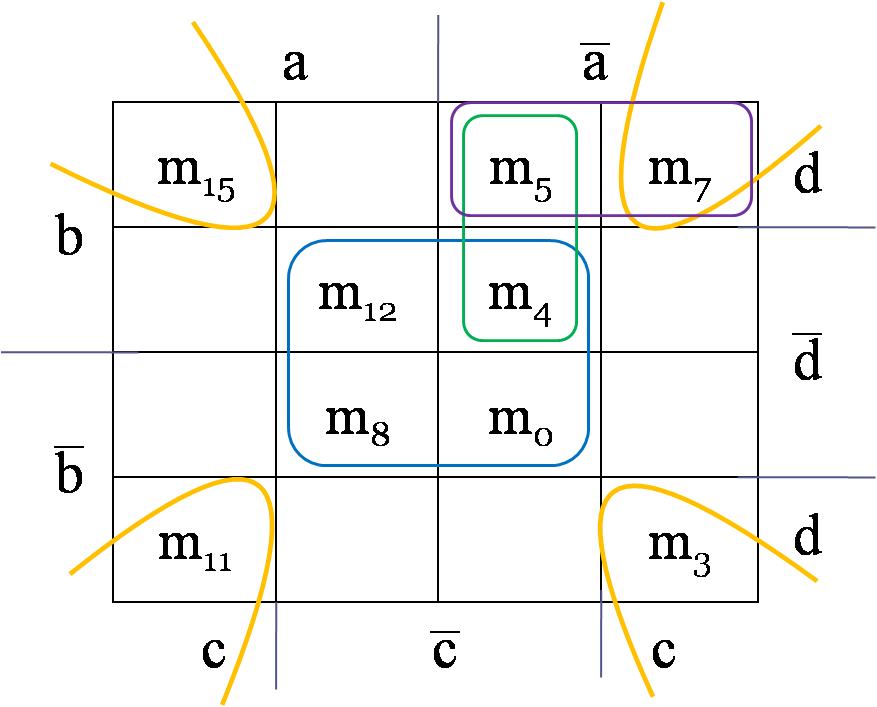 a a̅
m₁₅ m₅ m₇ d
b
m₁₂ m₄
d̅
m₈ m₀
b̅
m₁₁ m₃ d
c c̅ c